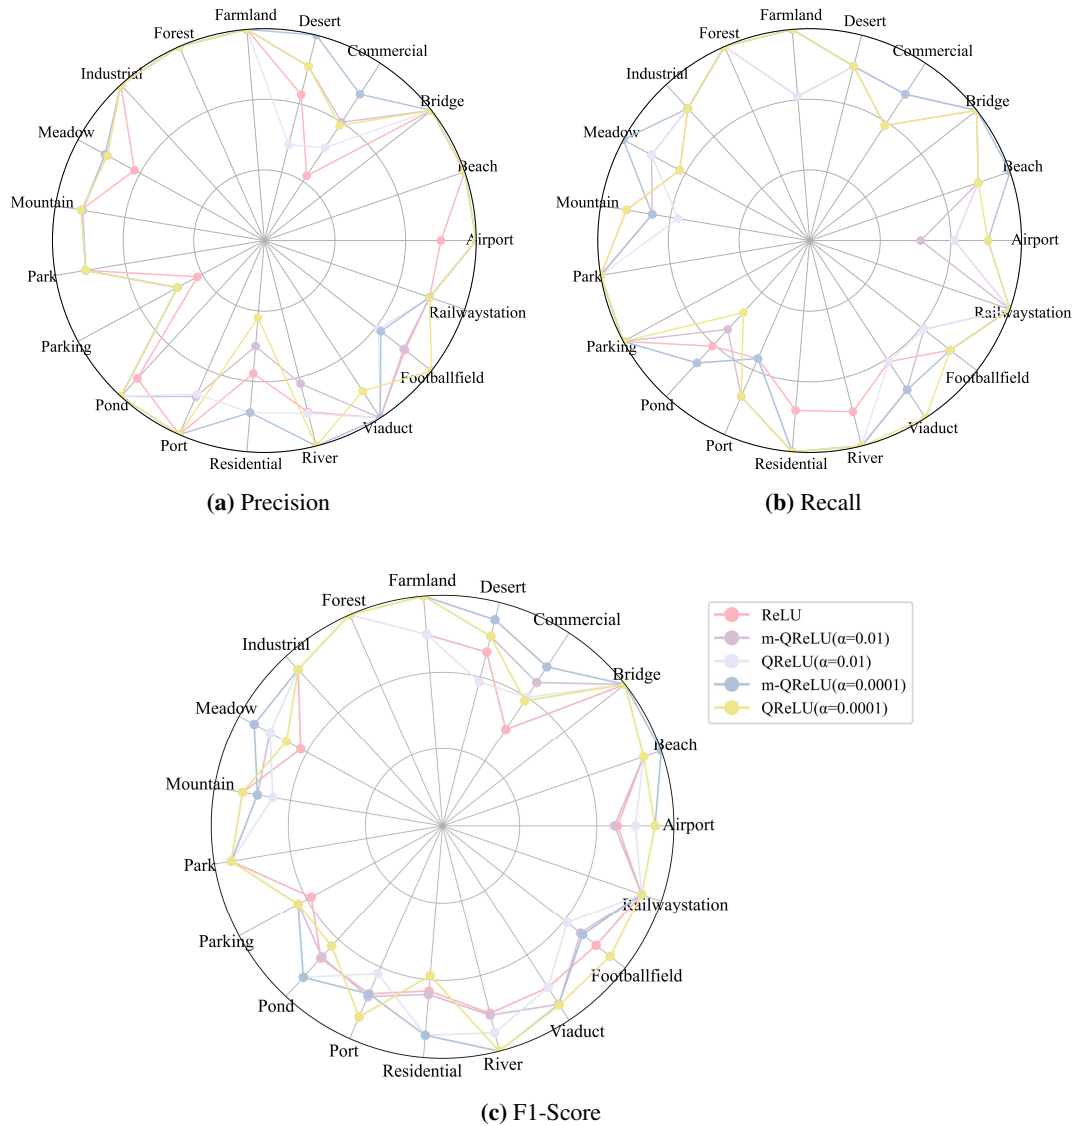 Farmland
Desert
Forest
Commercial
Industrial
Bridge
Meadow
Beach
Mountain
Airport
Park
Railwaystation
Parking
Footballfield
Pond
Viaduct
Port
River
Residential
(a) Precision
Farmland
Desert
Forest
Commercial
Industrial
Bridge
Meadow
Beach
Mountain
Airport
Park
Railwaystation
Parking
Footballfield
Pond
Viaduct
Port
River
Residential
(b) Recall
Farmland
Desert
Forest
Commercial
Industrial
Bridge
Meadow
Beach
Mountain
Airport
Park
Railwaystation
Parking
Footballfield
Pond
Viaduct
Port
River
Residential
ReLU
m-QReLU(α=0.01)
QReLU(α=0.01)
m-QReLU(α=0.0001)
QReLU(α=0.0001)
(c) F1-Score